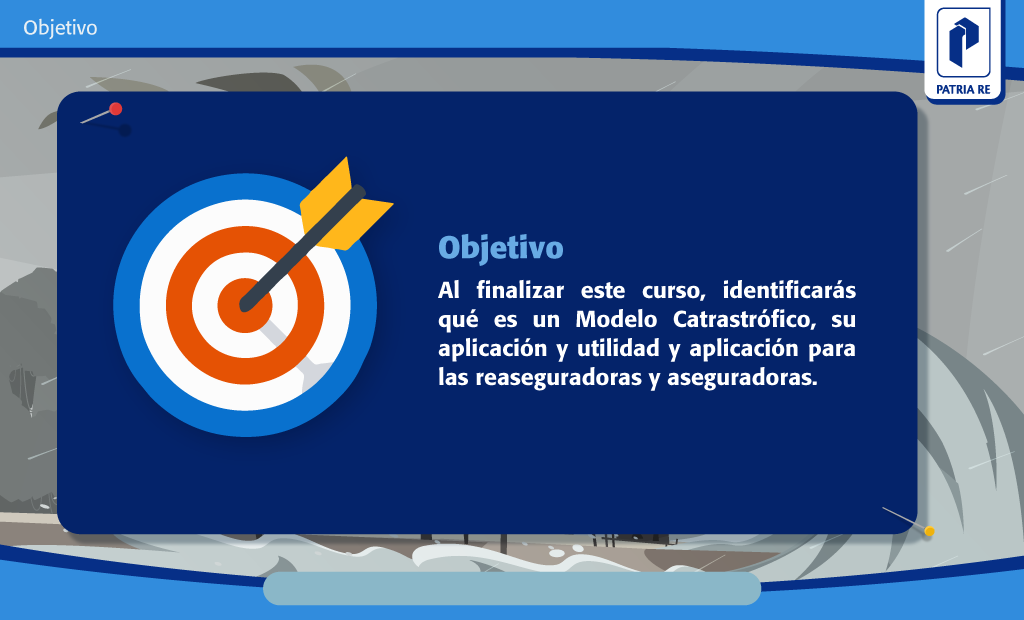 Objetivo
PATRIA RE
Objetivo
Al finalizar este curso, identificarás
qué es un Modelo Catrastrófico, su
aplicación y utilidad y aplicación para
las reaseguradoras y aseguradoras.